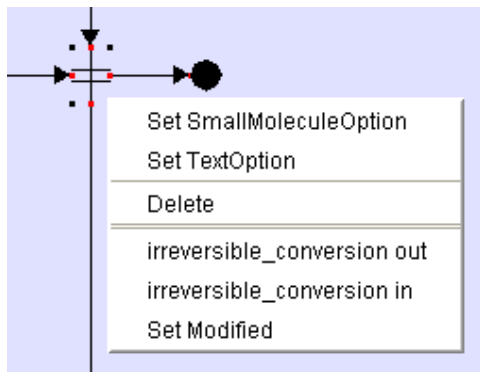 Set SmallMoleculeOption
Set TextOption
Delete
irreversible_conversion out
irreversible_conversion in
Set Modified